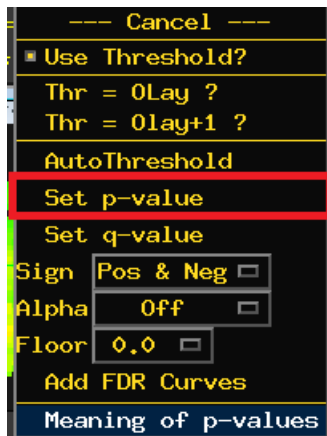 --- Cancel ---
Use Threshold?
Thr = OLay ?
Thr = Olay+1 ?
AutoThreshold
Set p-value
Set q-value
Sign Pos & Neg
Alpha Off
Floor 0.0
Add FDR Curves
Meaning of p-values